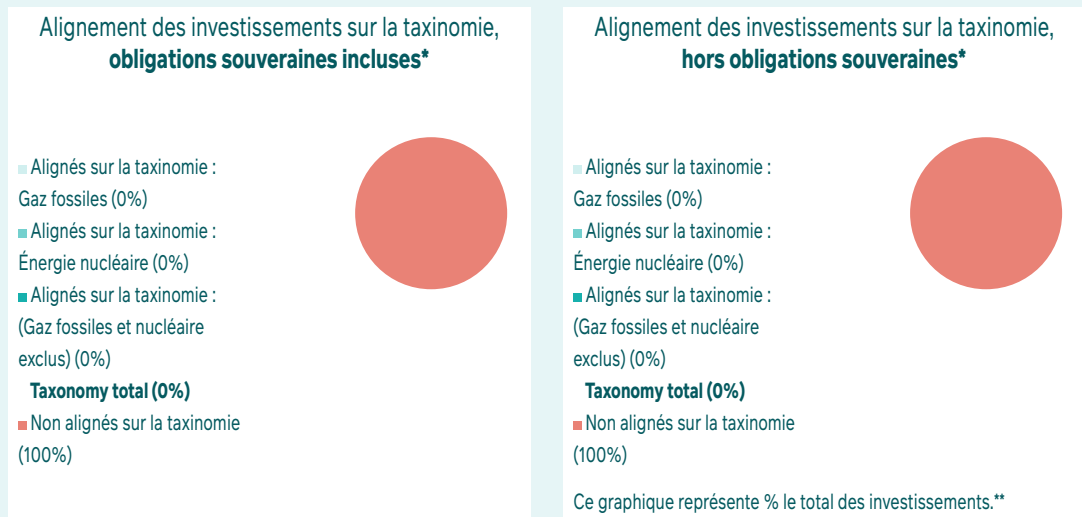 Alignement des investissements sur la taxinomie,
obligations souveraines incluses*
Alignés sur la taxinomie :
Gaz fossiles (0%)
Alignés sur la taxinomie :
Énergie nucléaire (0%)
Alignés sur la taxinomie :
(Gaz fossiles et nucléaire
exclus) (0%)
Taxonomy total (0%)
Non alignés sur la taxinomie
(100%)
Alignement des investissements sur la taxinomie,
hors obligations souveraines*
Alignés sur la taxinomie :
Gaz fossiles (0%)
Alignés sur la taxinomie :
Énergie nucléaire (0%)
Alignés sur la taxinomie :
(Gaz fossiles et nucléaire
exclus) (0%)
Taxonomy total (0%)
Non alignés sur la taxinomie
(100%)
Ce graphique représente % le total des investissements.**